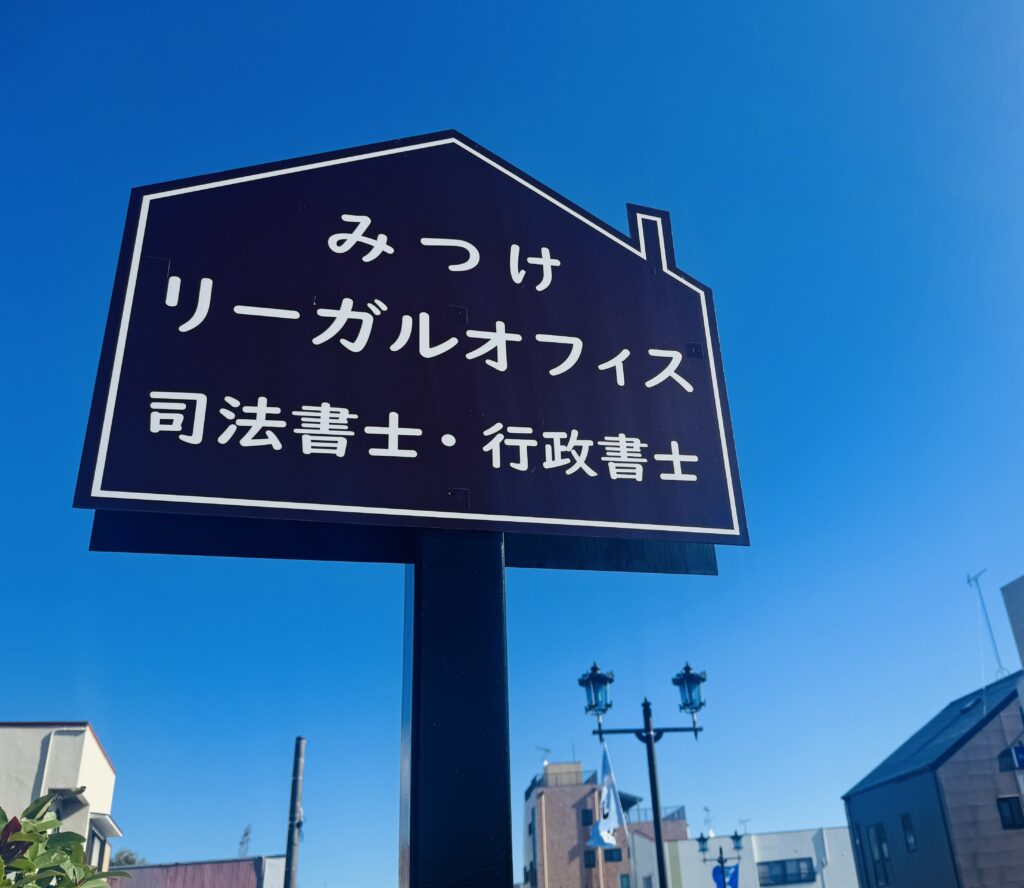 みつけ
リーガルオフィス
司法書士・行政書士